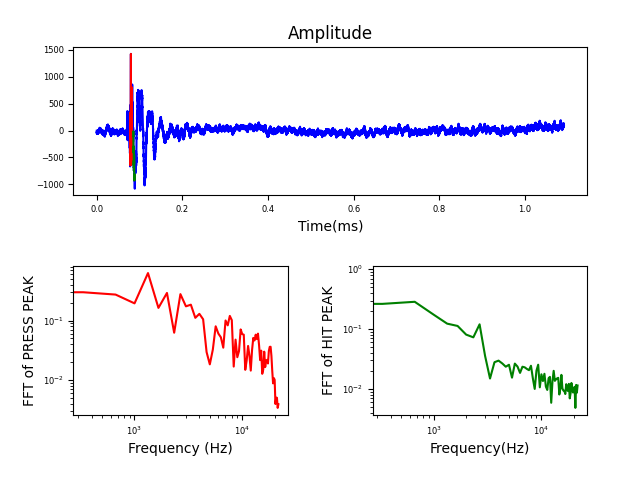 Amplitude
1500
1000
500
0
−500
−1000
0.0 0.2 0.4 0.6 0.8 1.0
Time(ms)
FFT of PRESS PEAK
10⁻¹
10⁻²
10³ 10⁴
Frequency (Hz)
FFT of HIT PEAK
10⁰
10⁻¹
10⁻²
10³ 10⁴
Frequency(Hz)